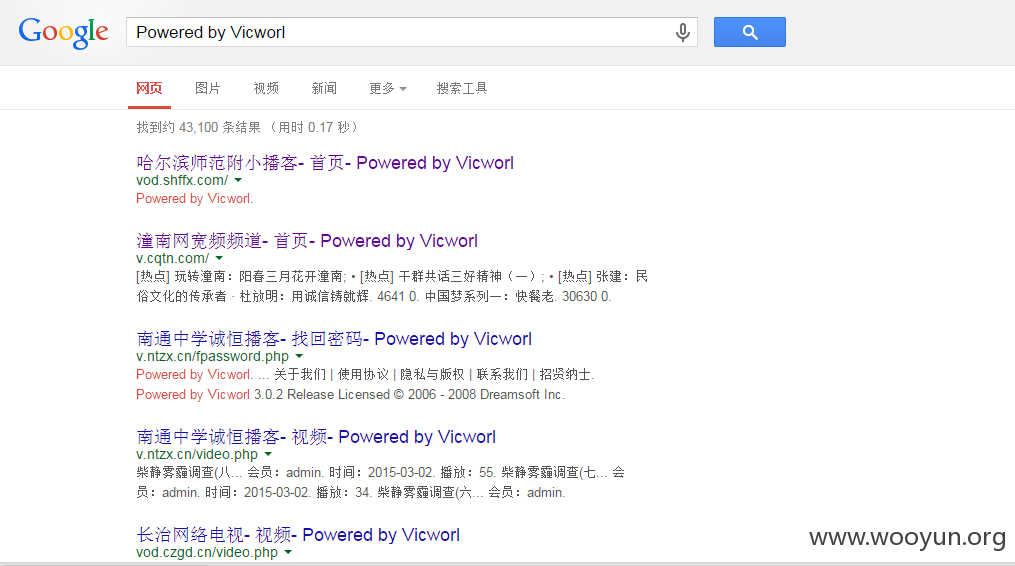 Google Powered by Vicworl
网页 图片 视频 新闻 更多 搜索工具
找到约 43,100 条结果 （用时 0.17 秒）
哈尔滨师范附小播客- 首页- Powered by Vicworl
vod.shffx.com/
Powered by Vicworl.
潼南网宽频频道- 首页- Powered by Vicworl
v.cqtn.com/
[热点] 玩转潼南：阳春三月花开潼南; • [热点] 干群共话三好精神（一）; • [热点] 张建：民
俗文化的传承者 · 杜放明：用诚信铸就辉. 4641 0. 中国梦系列一：快餐老. 30630 0.
南通中学诚恒播客- 找回密码- Powered by Vicworl
v.ntzx.cn/fpassword.php
Powered by Vicworl. ... 关于我们 | 使用协议 | 隐私与版权 | 联系我们 | 招贤纳士.
Powered by Vicworl 3.0.2 Release Licensed © 2006 - 2008 Dreamsoft Inc.
南通中学诚恒播客- 视频- Powered by Vicworl
v.ntzx.cn/video.php
柴静雾霾调查(八... 会员：admin. 时间：2015-03-02. 播放：55. 柴静雾霾调查(七... 会
员：admin. 时间：2015-03-02. 播放：34. 柴静雾霾调查(六... 会员：admin.
长治网络电视- 视频- Powered by Vicworl
vod.czgd.cn/video.php
www.wooyun.org